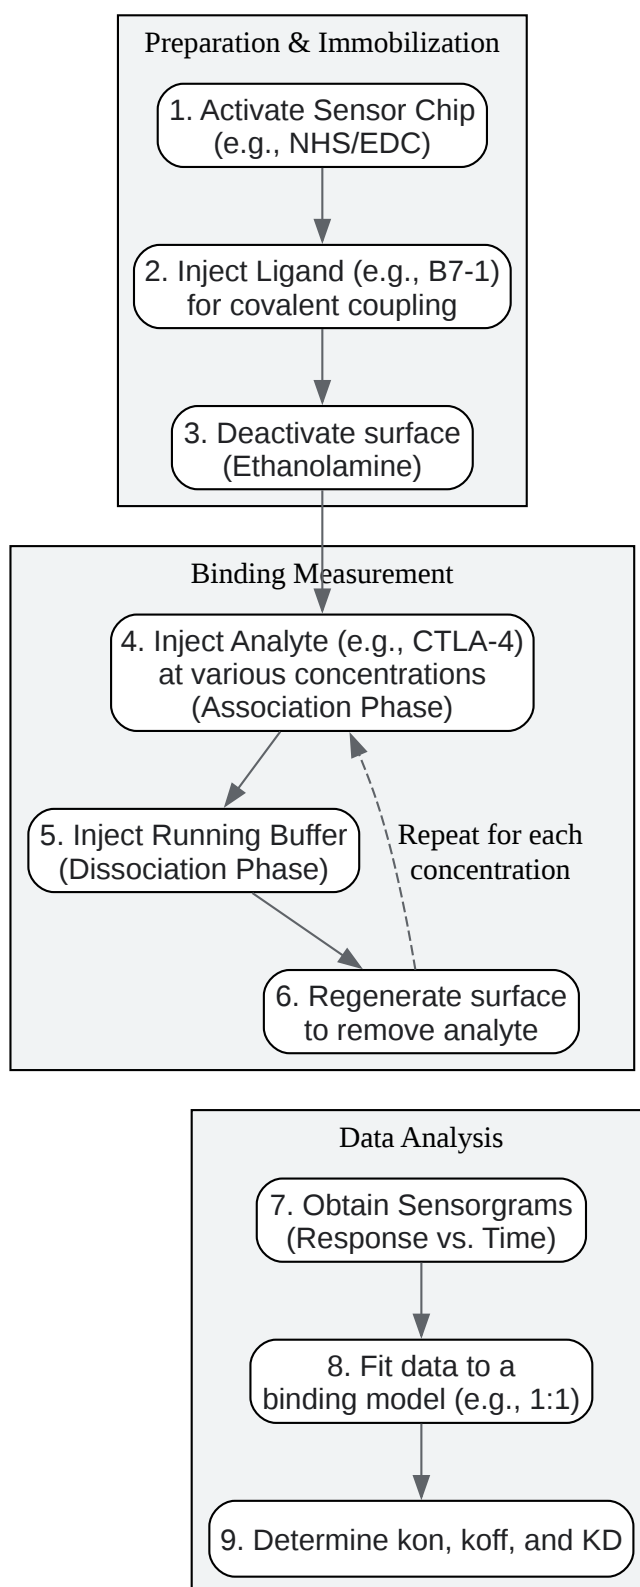 Preparation & Immobilization
1. Activate Sensor Chip
(e.g., NHS/EDC)
2. Inject Ligand (e.g., B7-1)
for covalent coupling
3. Deactivate surface
(Ethanolamine)
Binding Measurement
4. Inject Analyte (e.g., CTLA-4)
at various concentrations
(Association Phase)
5. Inject Running Buffer
(Dissociation Phase)
Repeat for each
concentration
6. Regenerate surface
to remove analyte
Data Analysis
7. Obtain Sensorgrams
(Response vs. Time)
8. Fit data to a
binding model (e.g., 1:1)
9. Determine kon, koff, and KD